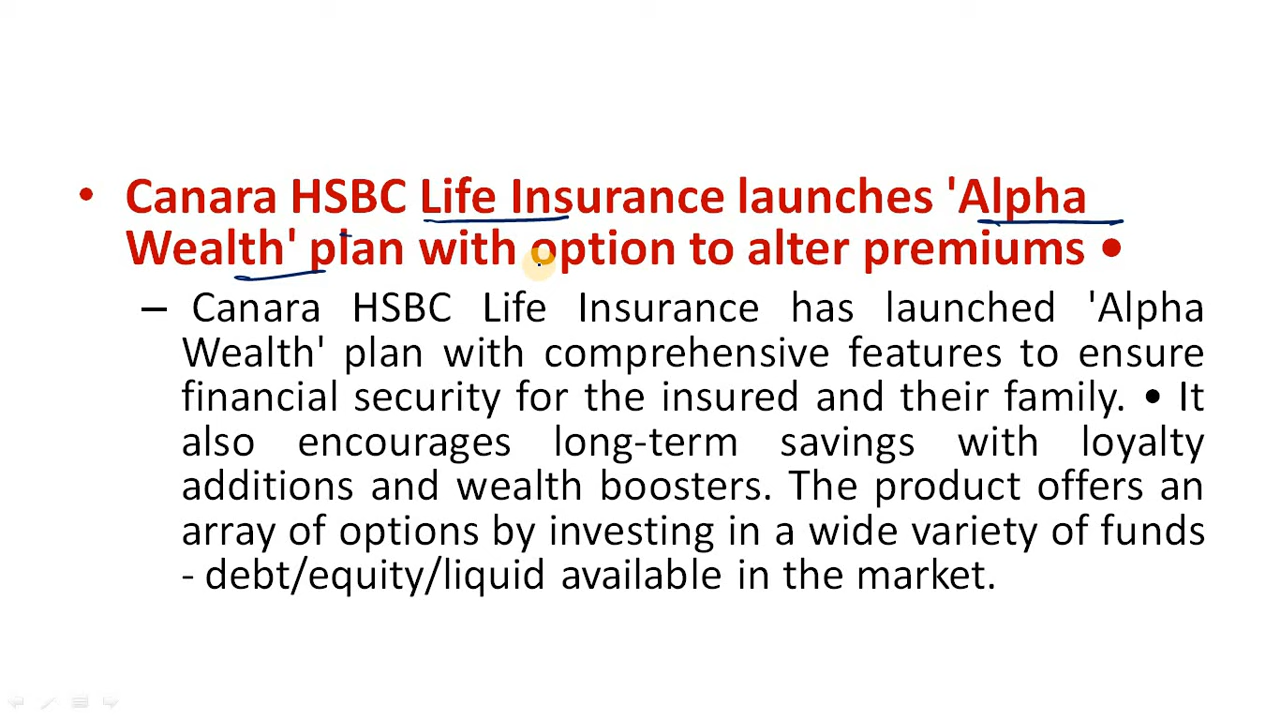 • Canara HSBC Life Insurance launches 'Alpha
Wealth' plan with option to alter premiums •
– Canara HSBC Life Insurance has launched 'Alpha
Wealth' plan with comprehensive features to ensure
financial security for the insured and their family. • It
also encourages long-term savings with loyalty
additions and wealth boosters. The product offers an
array of options by investing in a wide variety of funds
- debt/equity/liquid available in the market.